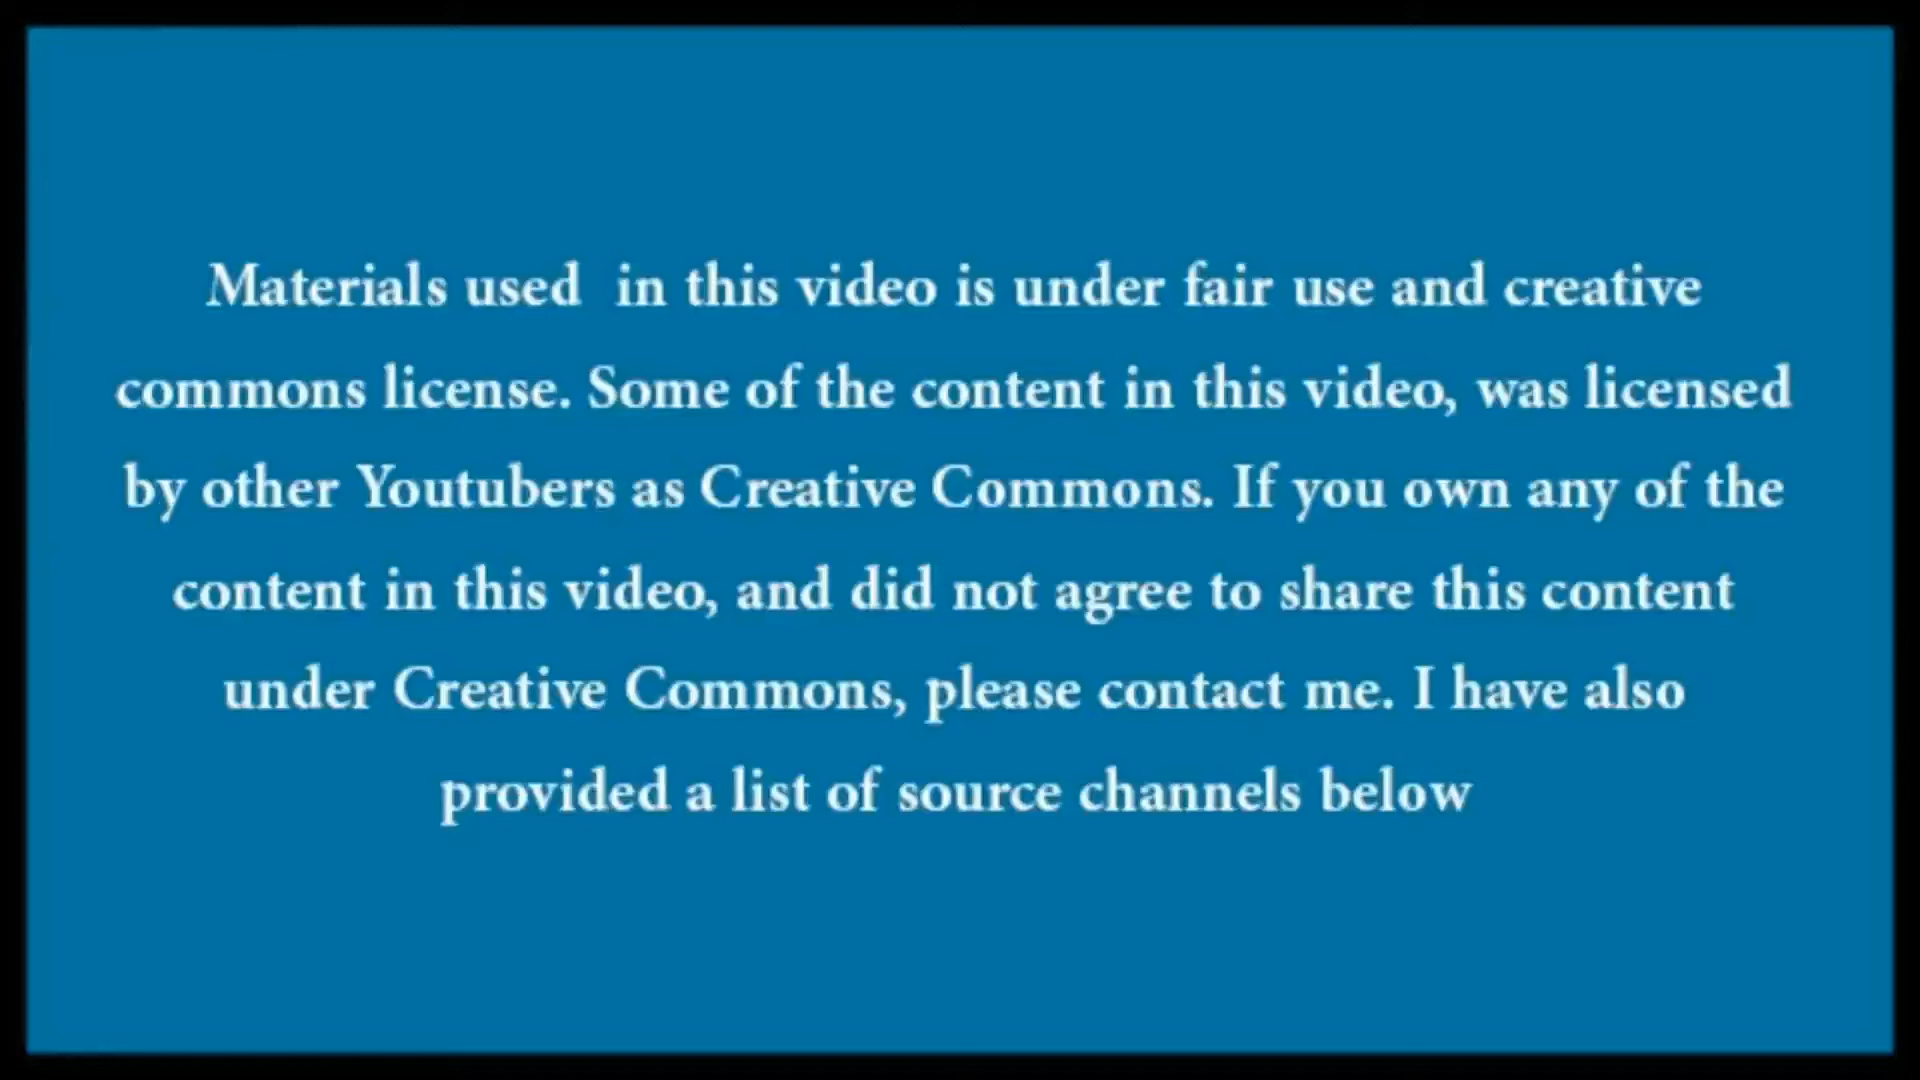 Materials used  in this video is under fair use and creative
commons license. Some of the content in this video, was licensed
by other Youtubers as Creative Commons. If you own any of the
content in this video, and did not agree to share this content
under Creative Commons, please contact me. I have also
provided a list of source channels below